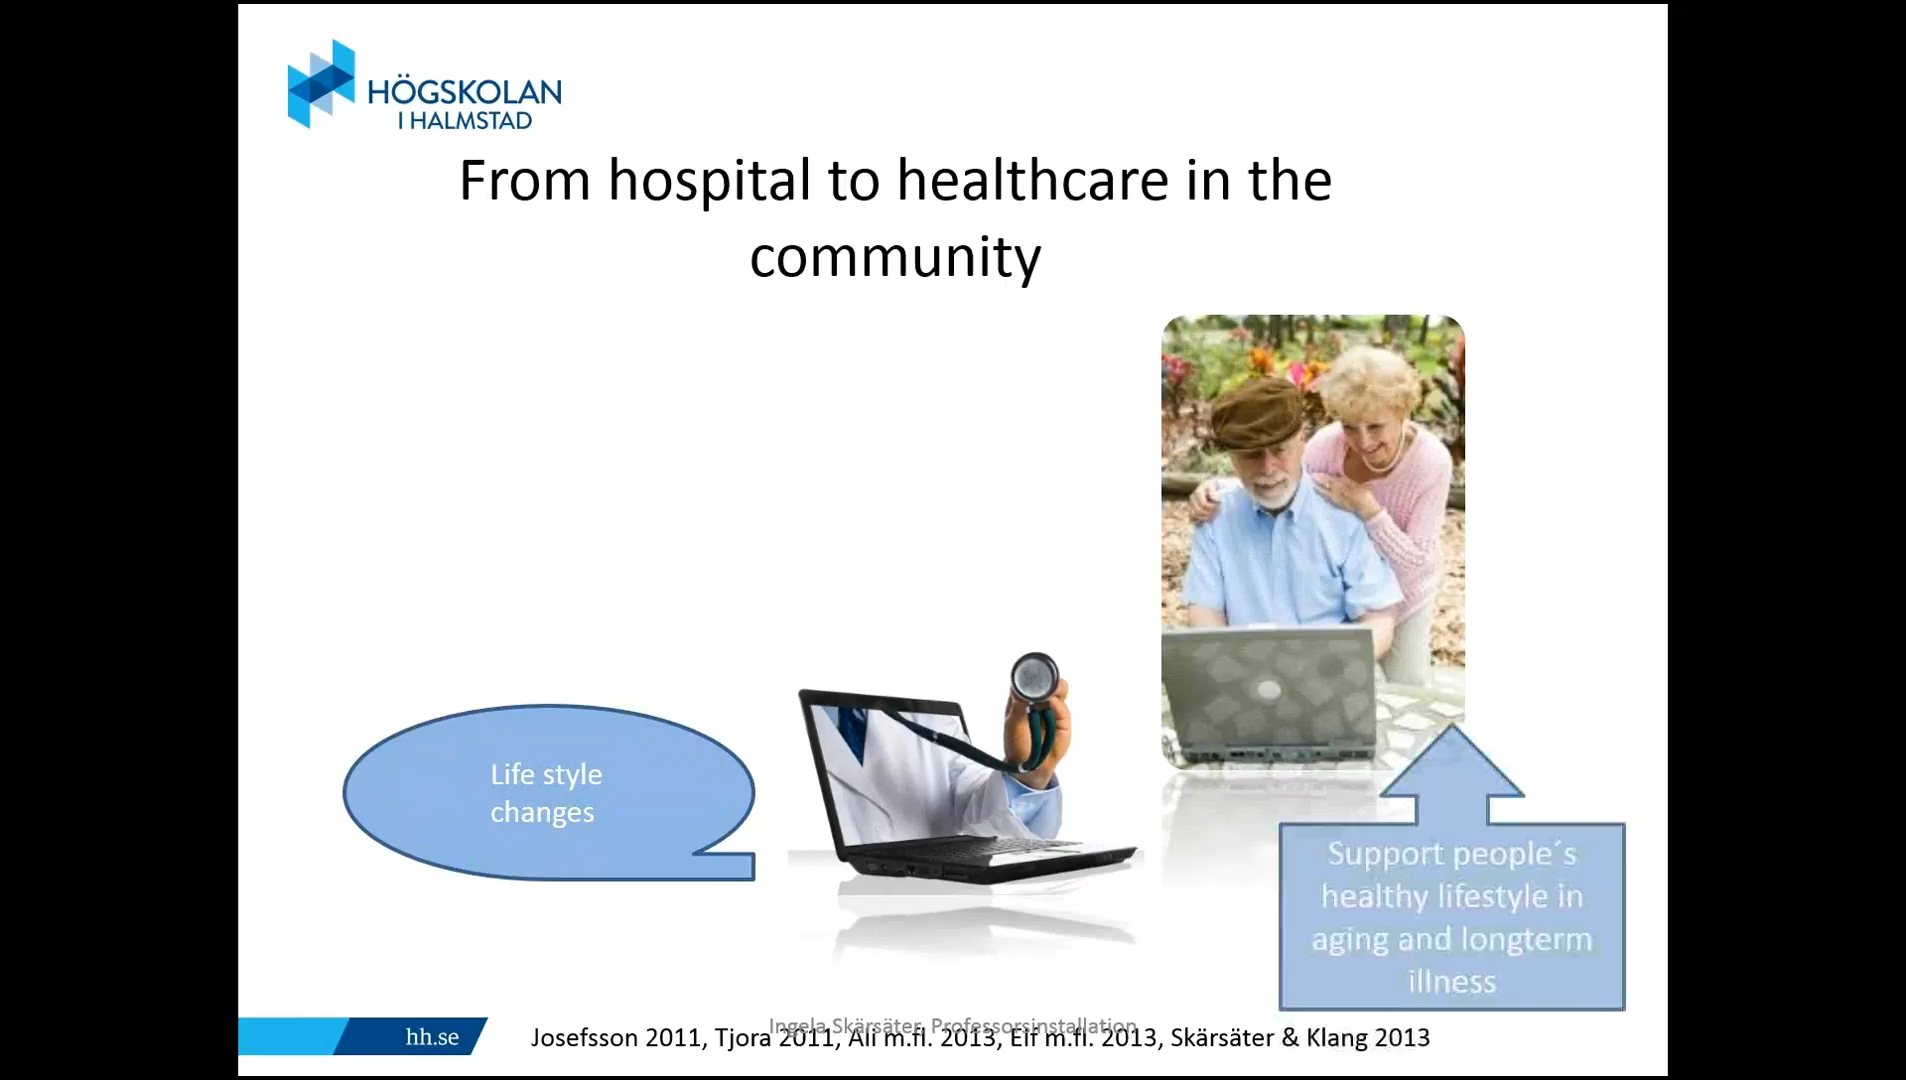 HÖGSKOLAN
I HALMSTAD
From hospital to healthcare in the
community
Life style
changes
Support people´s
healthy lifestyle in
aging and longterm
illness
hh.se
Ingela Skärsäter, Professorsinstallation
Josefsson 2011, Tjora 2011, Ali m.fl. 2013, Elf m.fl. 2013, Skärsäter & Klang 2013